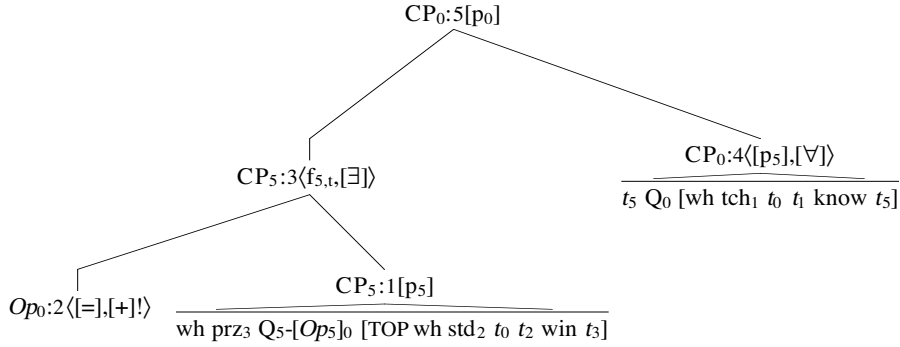 CP₀:5[p₀]
CP₅:3⟨f₅,ₜ,[∃]⟩
CP₀:4⟨[p₅],[∀]⟩
t₅ Q₀ [wh tch₁ t₀ t₁ know t₅]
Op₀:2⟨[=],[+]!⟩
CP₅:1[p₅]
wh prz₃ Q₅-[Op₅]₀ [TOP wh std₂ t₀ t₂ win t₃]